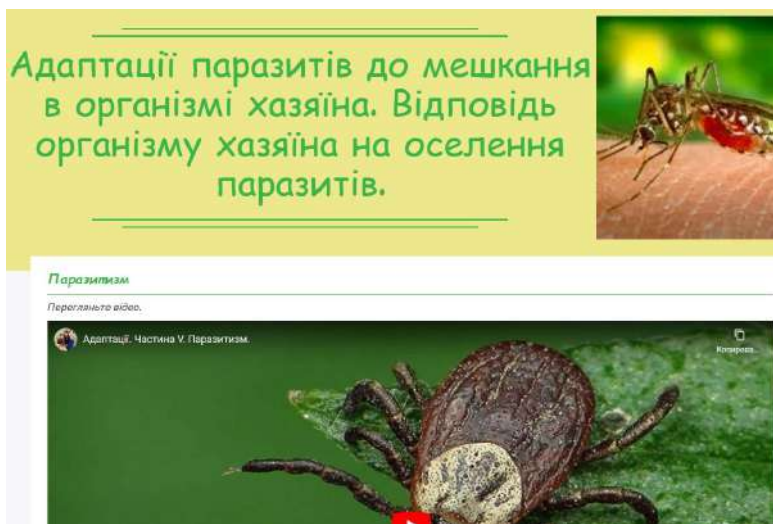 Адаптації паразитів до мешкання
в організмі хазяїна. Відповідь
організму хазяїна на оселення
паразитів.
Паразитизм
Перегляньте відео.
Адаптації. Частина V. Паразитизм.